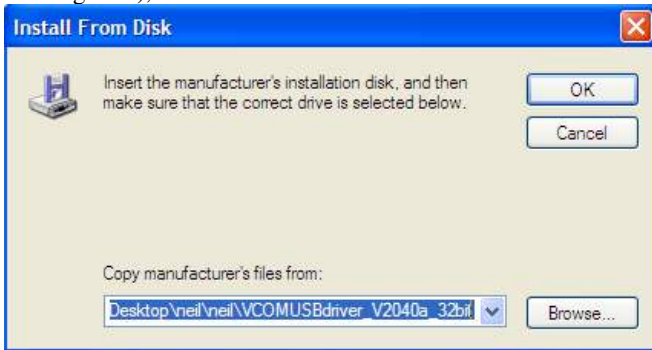 Install From Disk
Insert the manufacturer's installation disk, and then
make sure that the correct drive is selected below.
OK
Cancel
Copy manufacturer's files from:
Desktop\neil\neil\VCOMUSBdriver_V2040a_32bit
Browse...